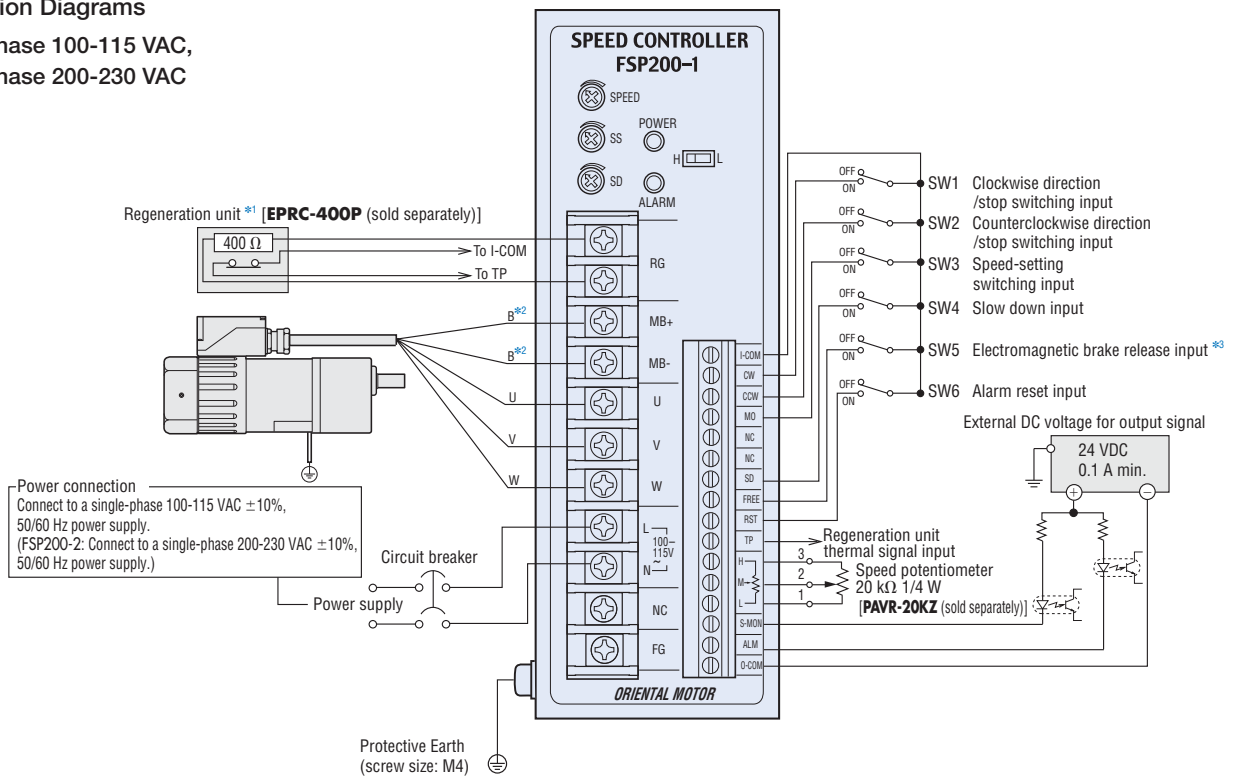 ion Diagrams
hase 100-115 VAC,
hase 200-230 VAC
SPEED CONTROLLER
FSP200-1
SPEED
SS
POWER
H
L
SD
ALARM
Regeneration unit *1 [EPRC-400P (sold separately)]
400 Ω
To I-COM
To TP
RG
B*2
MB+
B*2
MB-
U
U
V
V
W
W
L
100–
115V
~
N
NC
FG
Power connection
Connect to a single-phase 100-115 VAC ±10%,
50/60 Hz power supply.
(FSP200-2: Connect to a single-phase 200-230 VAC ±10%,
50/60 Hz power supply.)
Circuit breaker
Power supply
I-COM
CW
CCW
MO
NC
NC
SD
FREE
RST
TP
H
M
L
S-MON
ALM
O-COM
OFF
ON
SW1 Clockwise direction
/stop switching input
OFF
ON
SW2 Counterclockwise direction
/stop switching input
OFF
ON
SW3 Speed-setting
switching input
OFF
ON
SW4 Slow down input
OFF
ON
SW5 Electromagnetic brake release input *3
OFF
ON
SW6 Alarm reset input
External DC voltage for output signal
24 VDC
0.1 A min.
+
−
Regeneration unit
thermal signal input
3
2
1
Speed potentiometer
20 kΩ 1/4 W
[PAVR-20KZ (sold separately)]
ORIENTAL MOTOR
Protective Earth
(screw size: M4)